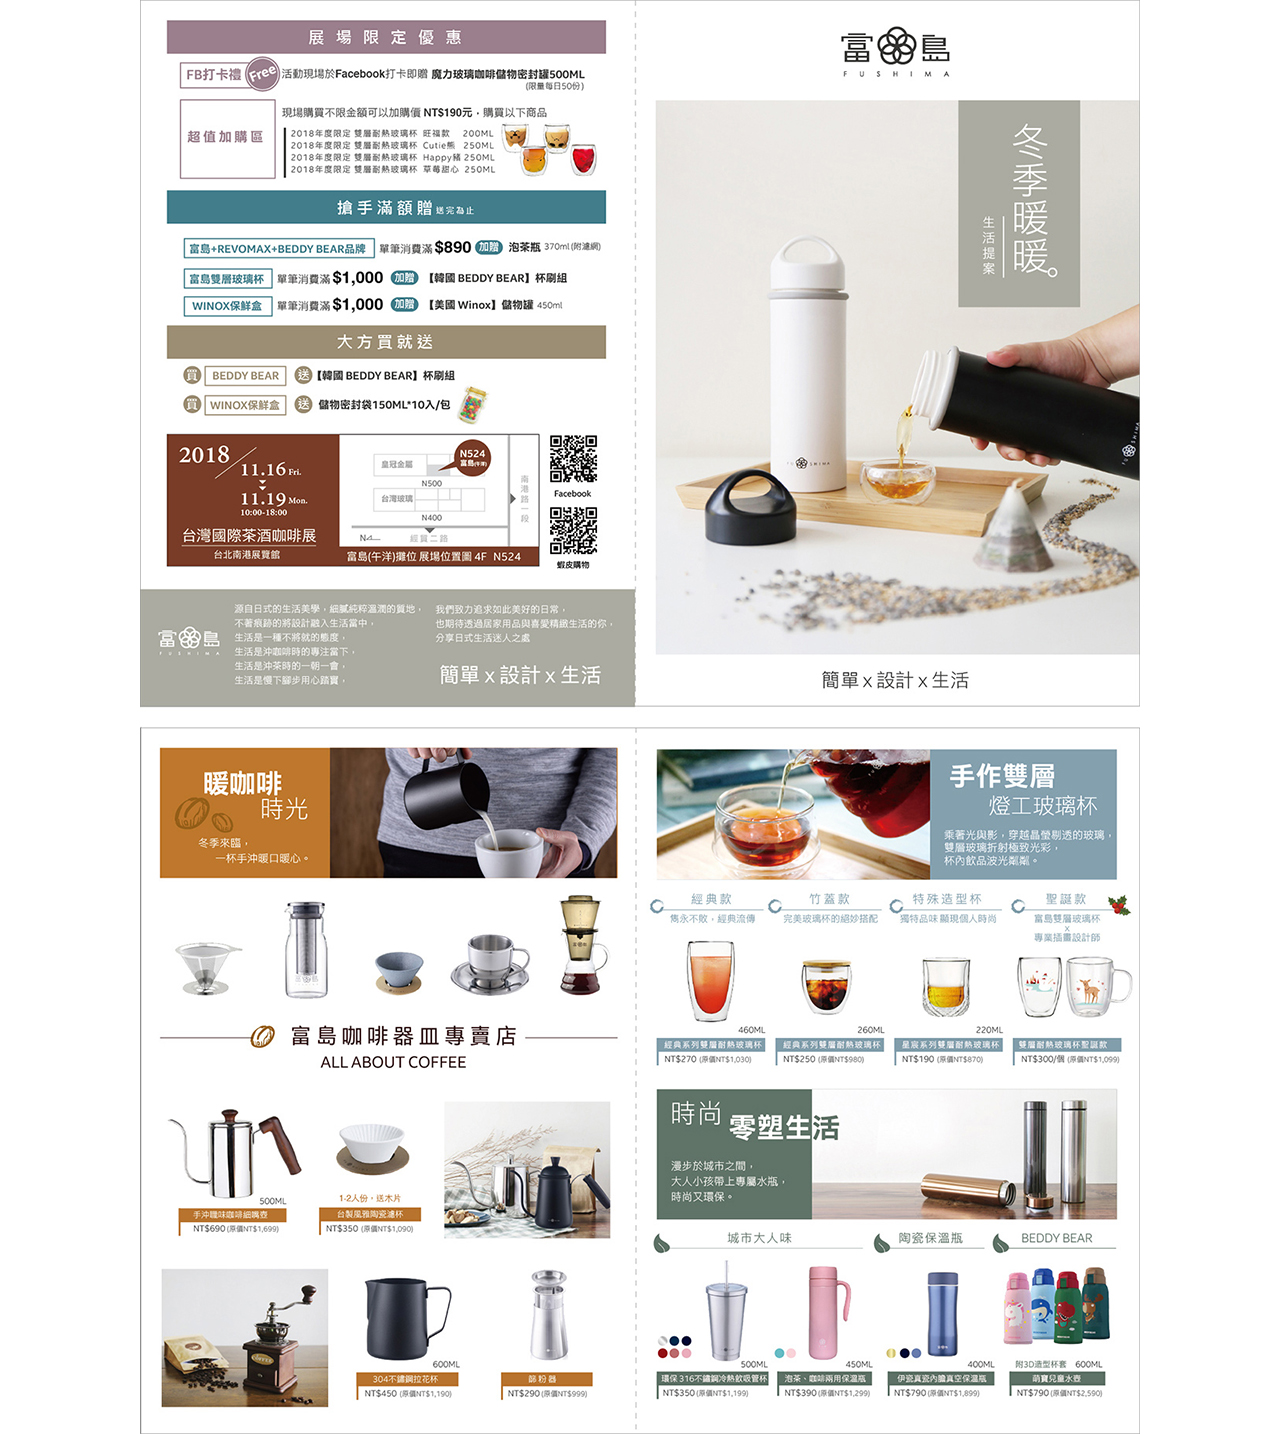 展場限定優惠
FB打卡禮 Free 活動現場於Facebook打卡即贈 魔力玻璃咖啡儲物密封罐500ML
(限量每日50份)
超值加購區
現場購買不限金額可以加購價 NT$190元，購買以下商品
2018年度限定 雙層耐熱玻璃杯 旺福款 200ML
2018年度限定 雙層耐熱玻璃杯 Cutie熊 250ML
2018年度限定 雙層耐熱玻璃杯 Happy豬 250ML
2018年度限定 雙層耐熱玻璃杯 草莓甜心 250ML
搶手滿額贈 送完為止
富島+REVOMAX+BEDDY BEAR品牌 單筆消費滿 $890 加贈 泡茶瓶 370ml(附濾網)
富島雙層玻璃杯 單筆消費滿 $1,000 加贈 【韓國 BEDDY BEAR】杯刷組
WINOX保鮮盒 單筆消費滿 $1,000 加贈 【美國 Winox】儲物罐 450ml
大方買就送
買 BEDDY BEAR 送 【韓國 BEDDY BEAR】杯刷組
買 WINOX保鮮盒 送 儲物密封袋150ML*10入/包
2018
11.16 Fri.
11.19 Mon.
10:00-18:00
台灣國際茶酒咖啡展
台北南港展覽館
皇冠金屬
N524
富島(午洋)
N500
台灣玻璃
N400
經貿二路
南港路一段
富島(午洋)攤位 展場位置圖 4F N524
Facebook
蝦皮購物
富島
FUSHIMA
源自日式的生活美學，細膩純粹溫潤的質地，
不著痕跡的將設計融入生活當中，
生活是一種不將就的態度，
生活是沖咖啡時的專注當下，
生活是沖茶時的一朝一會，
生活是慢下腳步用心踏實，
我們致力追求如此美好的日常，
也期待透過居家用品與喜愛精緻生活的你，
分享日式生活迷人之處
簡單 x 設計 x 生活
富島
FUSHIMA
冬季暖暖。
生活提案
FUSHIMA
FUSHIMA
簡單 x 設計 x 生活
暖咖啡
時光
冬季來臨，
一杯手沖暖口暖心。
富島咖啡器皿專賣店
ALL ABOUT COFFEE
500ML
手沖職味咖啡細嘴壺
NT$690 (原價NT$1,699)
1-2人份，送木片
台製風雅陶瓷濾杯
NT$350 (原價NT$1,090)
600ML
304不鏽鋼拉花杯
NT$450 (原價NT$1,190)
篩粉器
NT$290 (原價NT$999)
手作雙層
燈工玻璃杯
乘著光與影，穿越晶瑩剔透的玻璃，
雙層玻璃折射極致光彩，
杯內飲品波光粼粼。
經典款
雋永不敗，經典流傳
竹蓋款
完美玻璃杯的絕妙搭配
特殊造型杯
獨特品味 顯現個人時尚
聖誕款
富島雙層玻璃杯
x
專業插畫設計師
460ML
經典系列雙層耐熱玻璃杯
NT$270 (原價NT$1,030)
260ML
經典系列雙層耐熱玻璃杯
NT$250 (原價NT$980)
220ML
星宸系列雙層耐熱玻璃杯
NT$190 (原價NT$870)
雙層耐熱玻璃杯聖誕款
NT$300/個 (原價NT$1,099)
時尚 零塑生活
漫步於城市之間，
大人小孩帶上專屬水瓶，
時尚又環保。
城市大人味
陶瓷保溫瓶
BEDDY BEAR
500ML
環保316不鏽鋼冷熱飲吸管杯
NT$350 (原價NT$1,199)
450ML
泡茶、咖啡兩用保溫瓶
NT$390 (原價NT$1,299)
400ML
伊瓷真瓷內膽真空保溫瓶
NT$790 (原價NT$1,899)
附3D造型杯套 600ML
萌寶兒童水壺
NT$790 (原價NT$2,590)